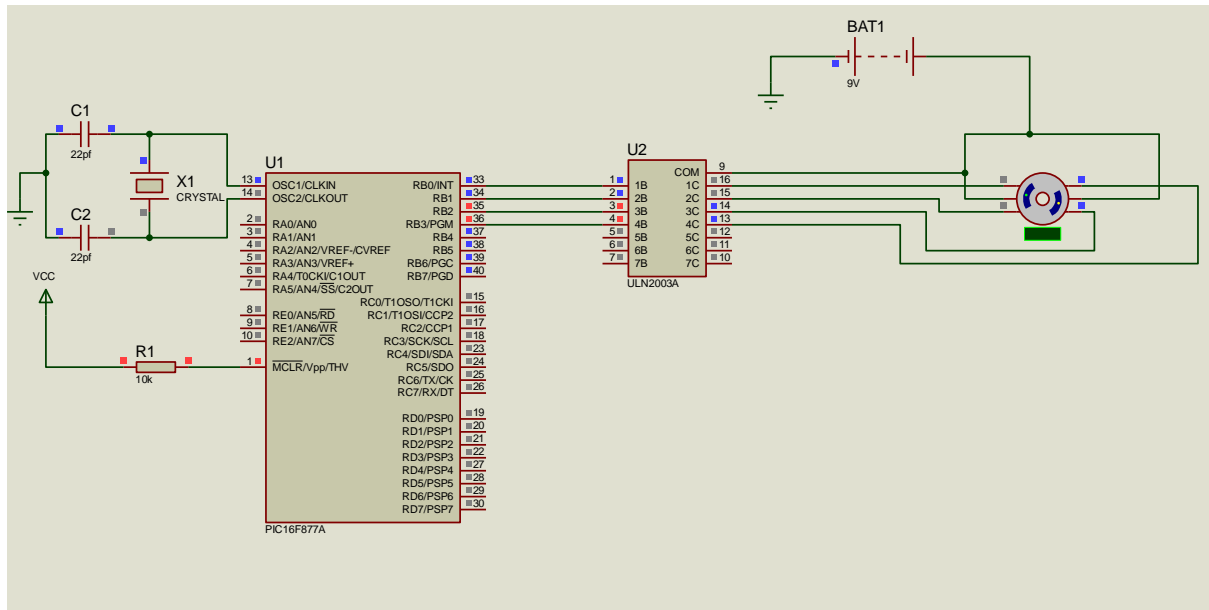 BAT1
9V
C1
22pf
X1
CRYSTAL
C2
22pf
VCC
R1
10k
U1
13 OSC1/CLKIN
14 OSC2/CLKOUT
2 RA0/AN0
3 RA1/AN1
4 RA2/AN2/VREF-/CVREF
5 RA3/AN3/VREF+
6 RA4/T0CKI/C1OUT
7 RA5/AN4/SS/C2OUT
8 RE0/AN5/RD
9 RE1/AN6/WR
10 RE2/AN7/CS
1 MCLR/Vpp/THV
RB0/INT 33
RB1 34
RB2 35
RB3/PGM 36
RB4 37
RB5 38
RB6/PGC 39
RB7/PGD 40
RC0/T1OSO/T1CKI 15
RC1/T1OSI/CCP2 16
RC2/CCP1 17
RC3/SCK/SCL 18
RC4/SDI/SDA 23
RC5/SDO 24
RC6/TX/CK 25
RC7/RX/DT 26
RD0/PSP0 19
RD1/PSP1 20
RD2/PSP2 21
RD3/PSP3 22
RD4/PSP4 27
RD5/PSP5 28
RD6/PSP6 29
RD7/PSP7 30
PIC16F877A
U2
COM 9
1 1B 1C 16
2 2B 2C 15
3 3B 3C 14
4 4B 4C 13
5 5B 5C 12
6 6B 6C 11
7 7B 7C 10
ULN2003A